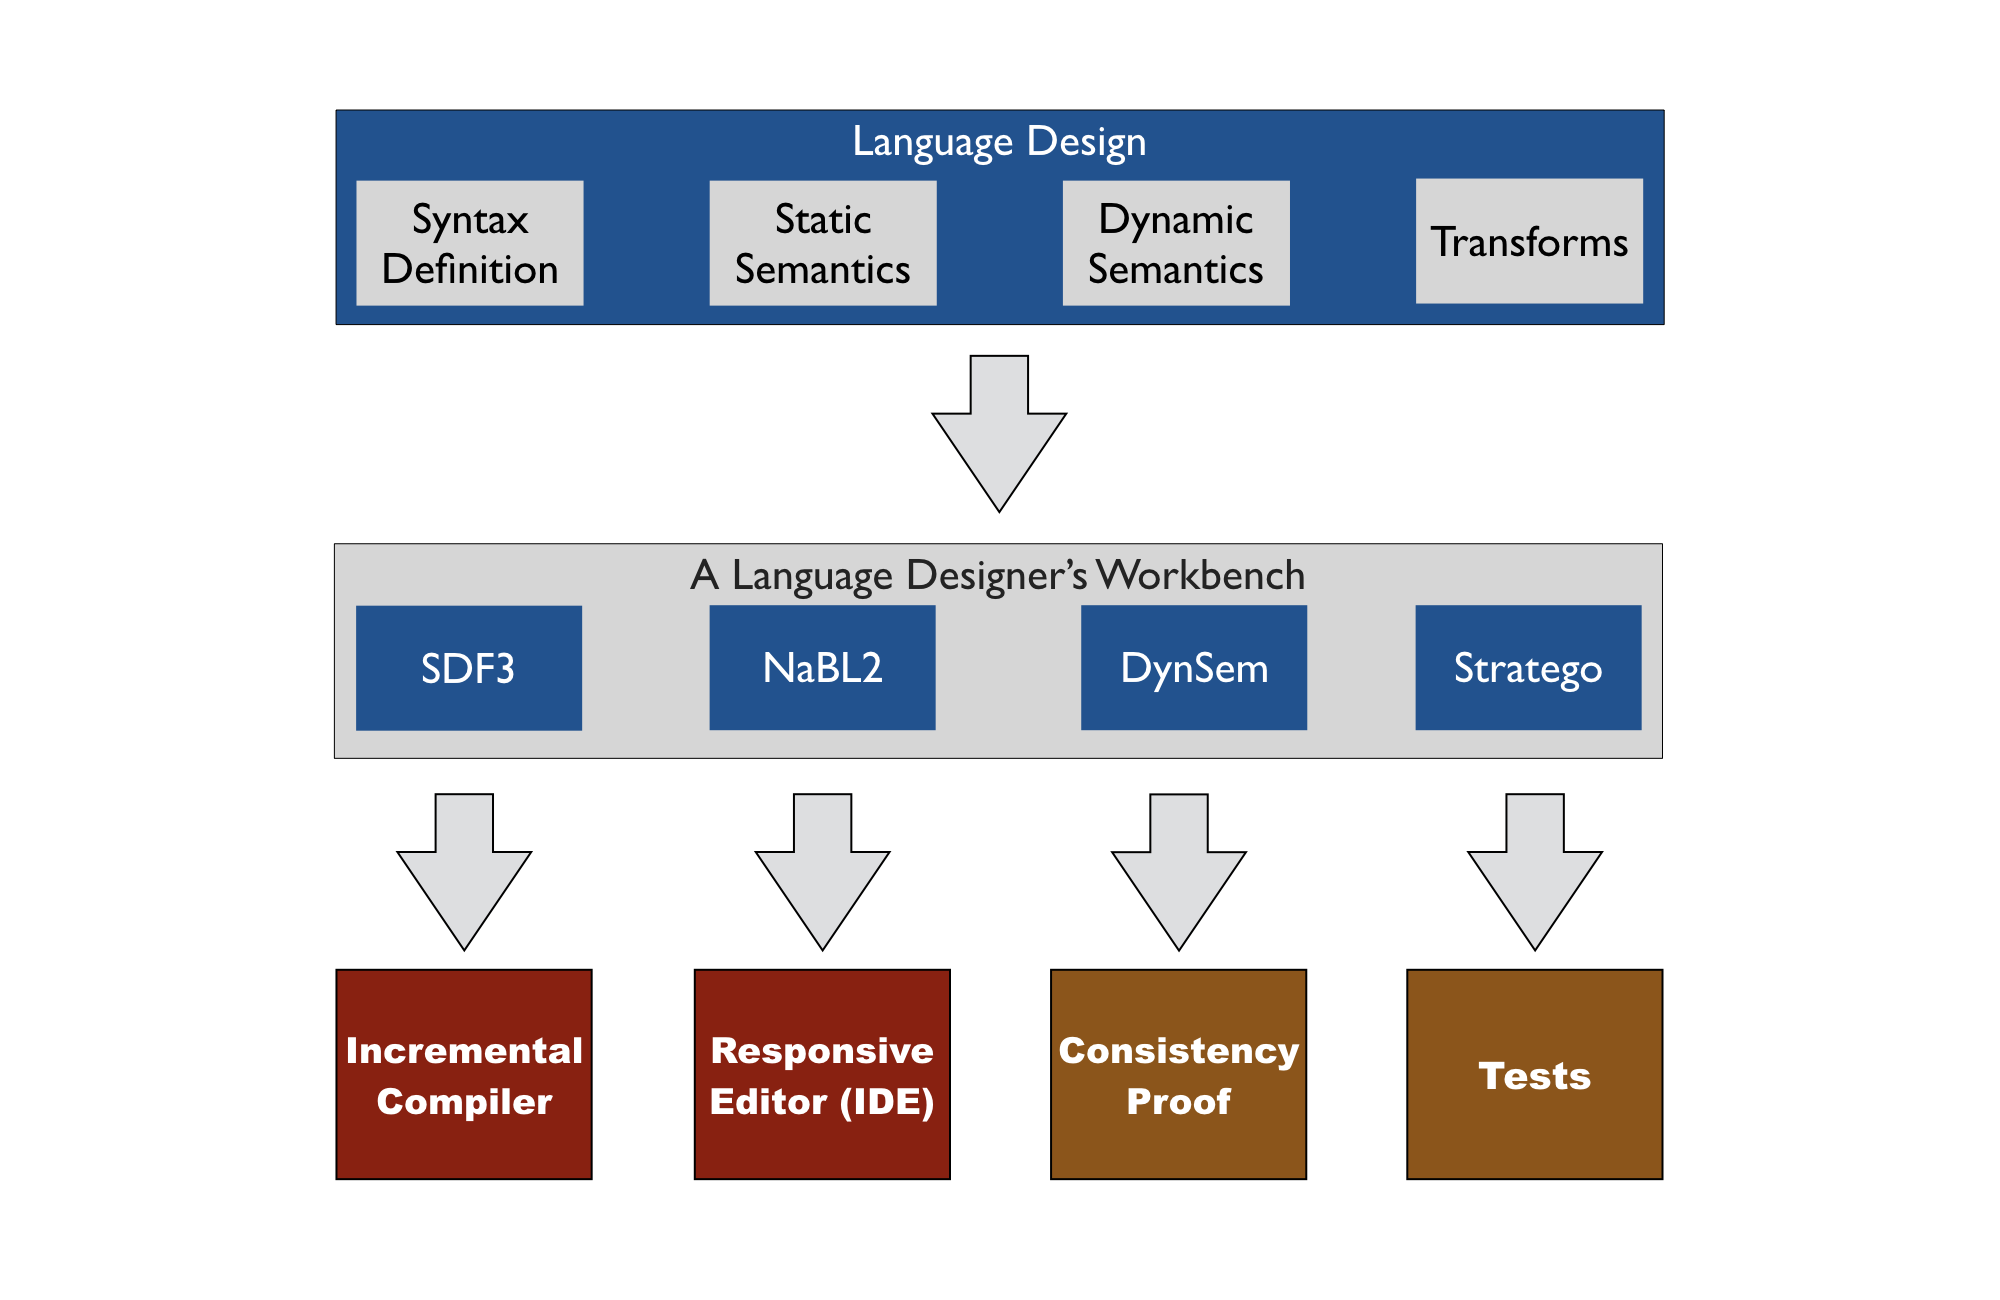 Language Design
Syntax
Definition
Static
Semantics
Dynamic
Semantics
Transforms
A Language Designer’s Workbench
SDF3
NaBL2
DynSem
Stratego
Incremental
Compiler
Responsive
Editor (IDE)
Consistency
Proof
Tests